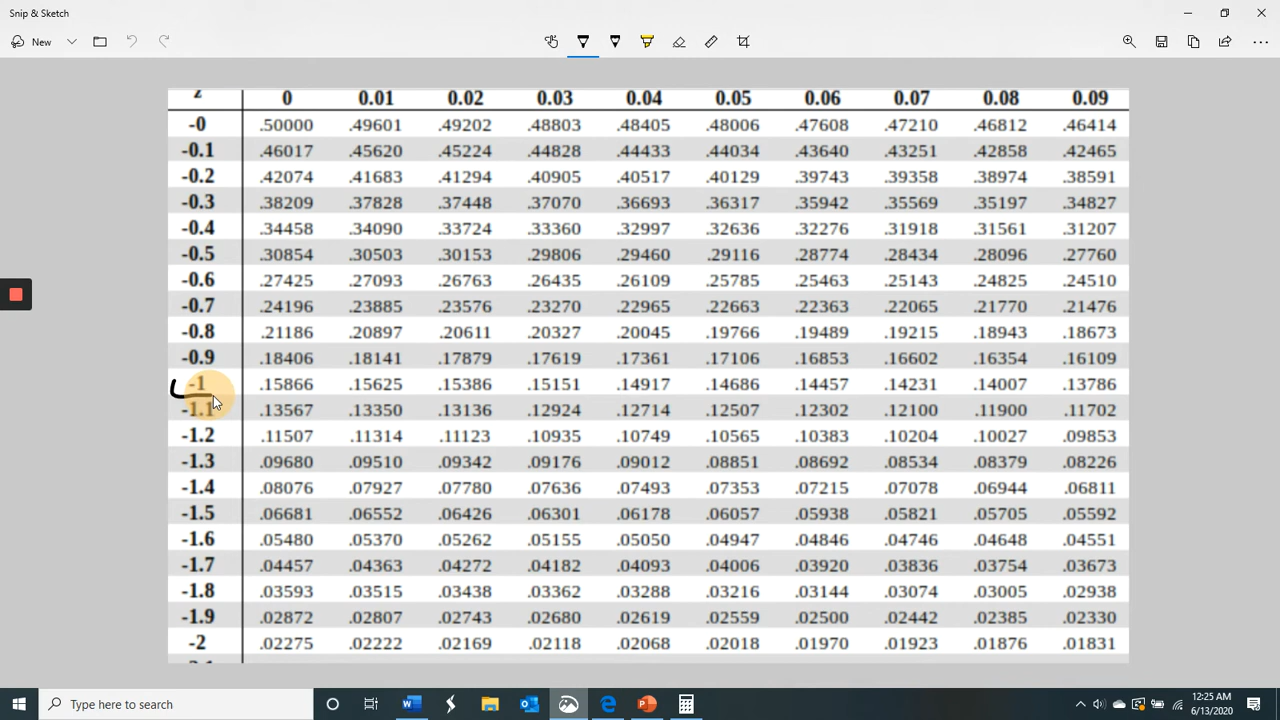 Snip & Sketch
New
z 0 0.01 0.02 0.03 0.04 0.05 0.06 0.07 0.08 0.09
-0 .50000 .49601 .49202 .48803 .48405 .48006 .47608 .47210 .46812 .46414
-0.1 .46017 .45620 .45224 .44828 .44433 .44034 .43640 .43251 .42858 .42465
-0.2 .42074 .41683 .41294 .40905 .40517 .40129 .39743 .39358 .38974 .38591
-0.3 .38209 .37828 .37448 .37070 .36693 .36317 .35942 .35569 .35197 .34827
-0.4 .34458 .34090 .33724 .33360 .32997 .32636 .32276 .31918 .31561 .31207
-0.5 .30854 .30503 .30153 .29806 .29460 .29116 .28774 .28434 .28096 .27760
-0.6 .27425 .27093 .26763 .26435 .26109 .25785 .25463 .25143 .24825 .24510
-0.7 .24196 .23885 .23576 .23270 .22965 .22663 .22363 .22065 .21770 .21476
-0.8 .21186 .20897 .20611 .20327 .20045 .19766 .19489 .19215 .18943 .18673
-0.9 .18406 .18141 .17879 .17619 .17361 .17106 .16853 .16602 .16354 .16109
-1 .15866 .15625 .15386 .15151 .14917 .14686 .14457 .14231 .14007 .13786
-1.1 .13567 .13350 .13136 .12924 .12714 .12507 .12302 .12100 .11900 .11702
-1.2 .11507 .11314 .11123 .10935 .10749 .10565 .10383 .10204 .10027 .09853
-1.3 .09680 .09510 .09342 .09176 .09012 .08851 .08692 .08534 .08379 .08226
-1.4 .08076 .07927 .07780 .07636 .07493 .07353 .07215 .07078 .06944 .06811
-1.5 .06681 .06552 .06426 .06301 .06178 .06057 .05938 .05821 .05705 .05592
-1.6 .05480 .05370 .05262 .05155 .05050 .04947 .04846 .04746 .04648 .04551
-1.7 .04457 .04363 .04272 .04182 .04093 .04006 .03920 .03836 .03754 .03673
-1.8 .03593 .03515 .03438 .03362 .03288 .03216 .03144 .03074 .03005 .02938
-1.9 .02872 .02807 .02743 .02680 .02619 .02559 .02500 .02442 .02385 .02330
-2 .02275 .02222 .02169 .02118 .02068 .02018 .01970 .01923 .01876 .01831
Type here to search
12:25 AM
6/13/2020